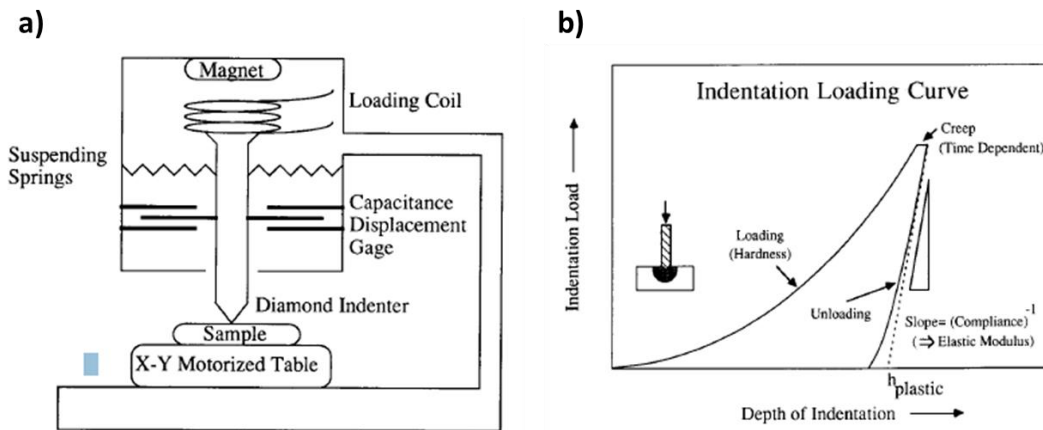 a)
Magnet
Loading Coil
Suspending
Springs
Capacitance
Displacement
Gage
Diamond Indenter
Sample
X-Y Motorized Table
b)
Indentation Loading Curve
Creep
(Time Dependent)
Indentation Load
Loading
(Hardness)
Unloading
Slope= (Compliance)-1
(⇒ Elastic Modulus)
hplastic
Depth of Indentation